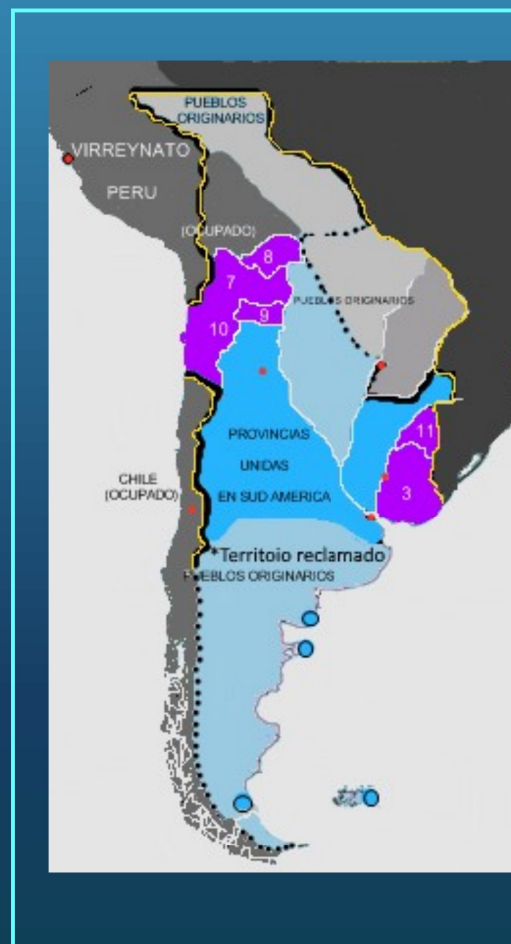 PUEBLOS
ORIGINARIOS
VIRREYNATO
PERU
(OCUPADO)
8
7
PUEBLOS ORIGINARIOS
9
10
PROVINCIAS
UNIDAS
EN SUD AMERICA
11
3
CHILE
(OCUPADO)
*Territoio reclamado
PUEBLOS ORIGINARIOS